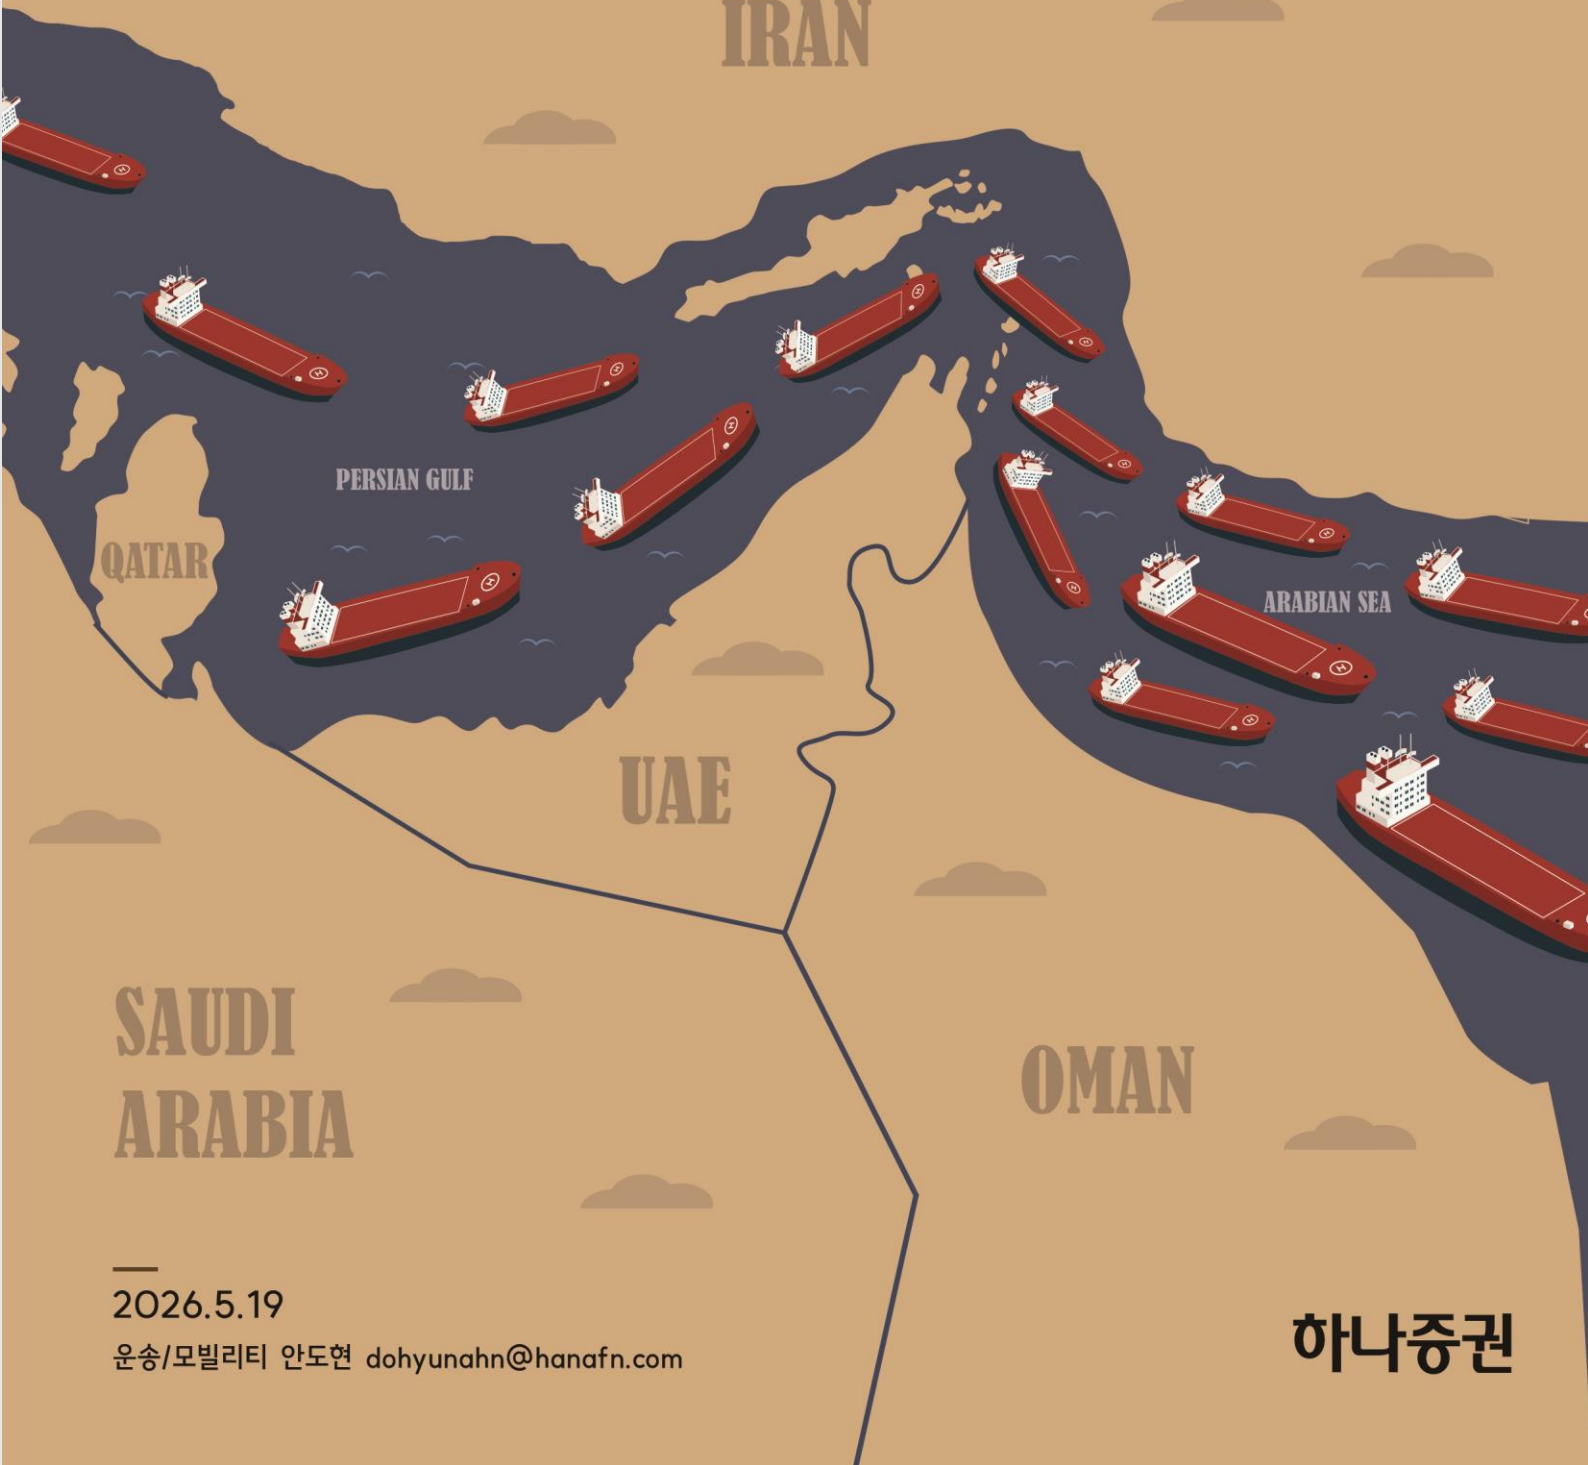 IRAN
PERSIAN GULF
QATAR
ARABIAN SEA
UAE
SAUDI
ARABIA
OMAN
2026.5.19
운송/모빌리티 안도현 dohyunahn@hanafn.com
하나증권